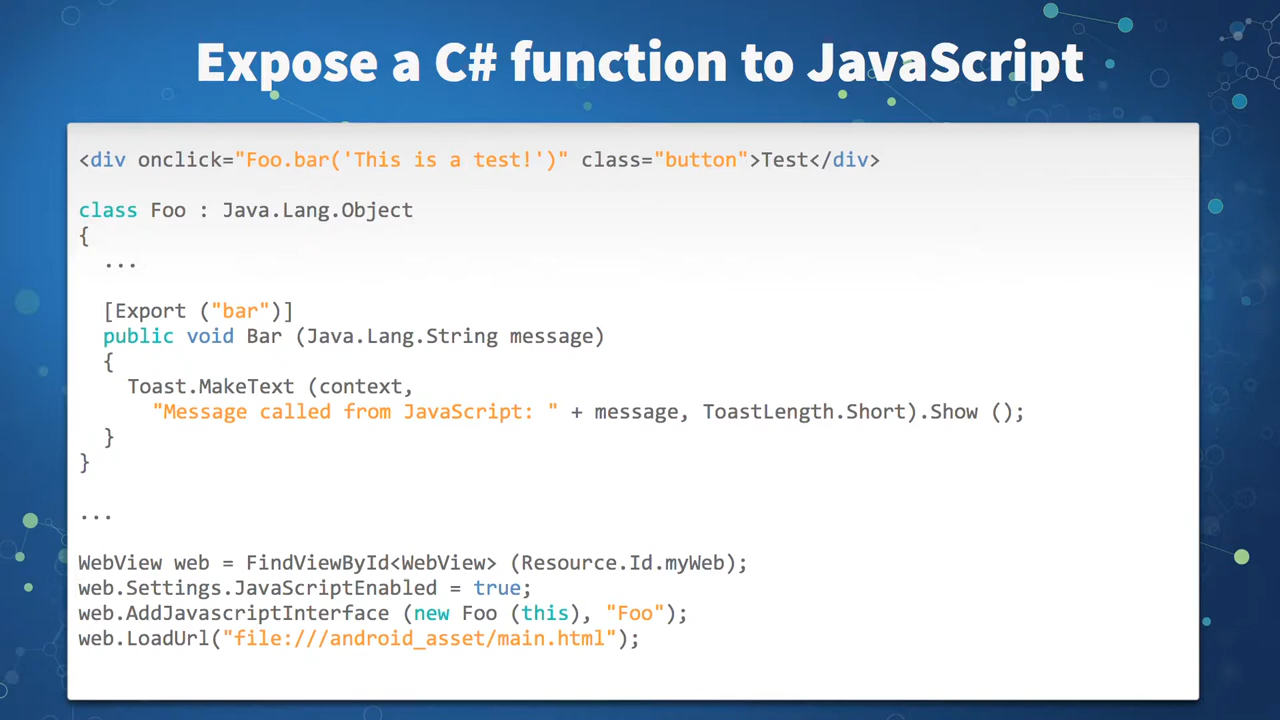 Expose a C# function to JavaScript
<div onclick="Foo.bar('This is a test!')" class="button">Test</div>
class Foo : Java.Lang.Object
{
...
[Export ("bar")]
public void Bar (Java.Lang.String message)
{
Toast.MakeText (context,
"Message called from JavaScript: " + message, ToastLength.Short).Show ();
}
}
...
WebView web = FindViewById<WebView> (Resource.Id.myWeb);
web.Settings.JavaScriptEnabled = true;
web.AddJavascriptInterface (new Foo (this), "Foo");
web.LoadUrl("file:///android_asset/main.html");